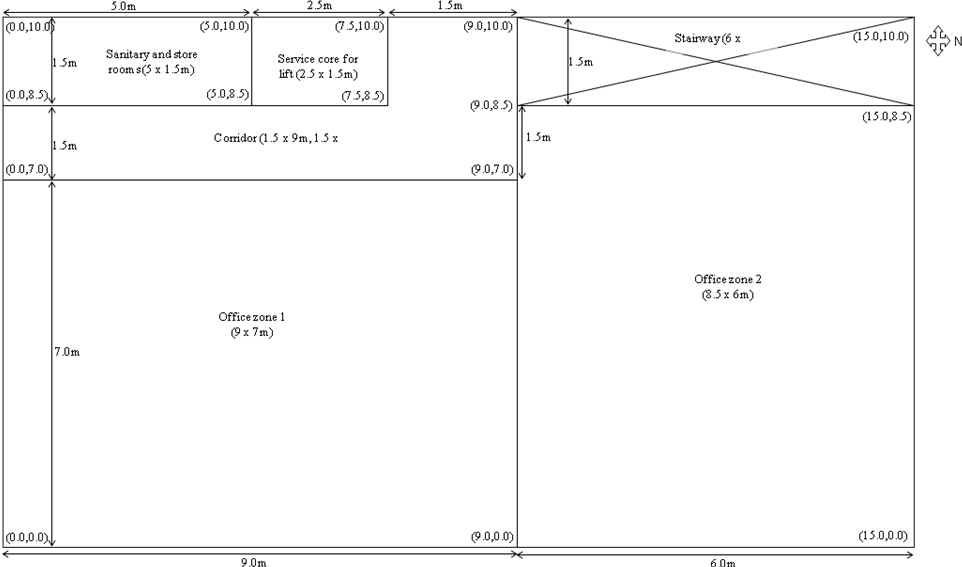 5.0m 2.5m 1.5m
(0.0,10.0) (5.0,10.0) (7.5,10.0) (9.0,10.0) Stairway (6 x (15.0,10.0) N
Sanitary and store
rooms(5 x 1.5m)
Service core for
lift (2.5 x 1.5m)
1.5m 1.5m
(0.0,8.5) (5.0,8.5) (7.5,8.5) (9.0,8.5) (15.0,8.5)
1.5m Corridor (1.5 x 9m, 1.5 x 1.5m
(0.0,7.0) (9.0,7.0)
Office zone 2
(8.5 x 6m)
Office zone 1
(9 x 7m)
7.0m
(0.0,0.0) (9.0,0.0) (15.0,0.0)
9.0m 6.0m